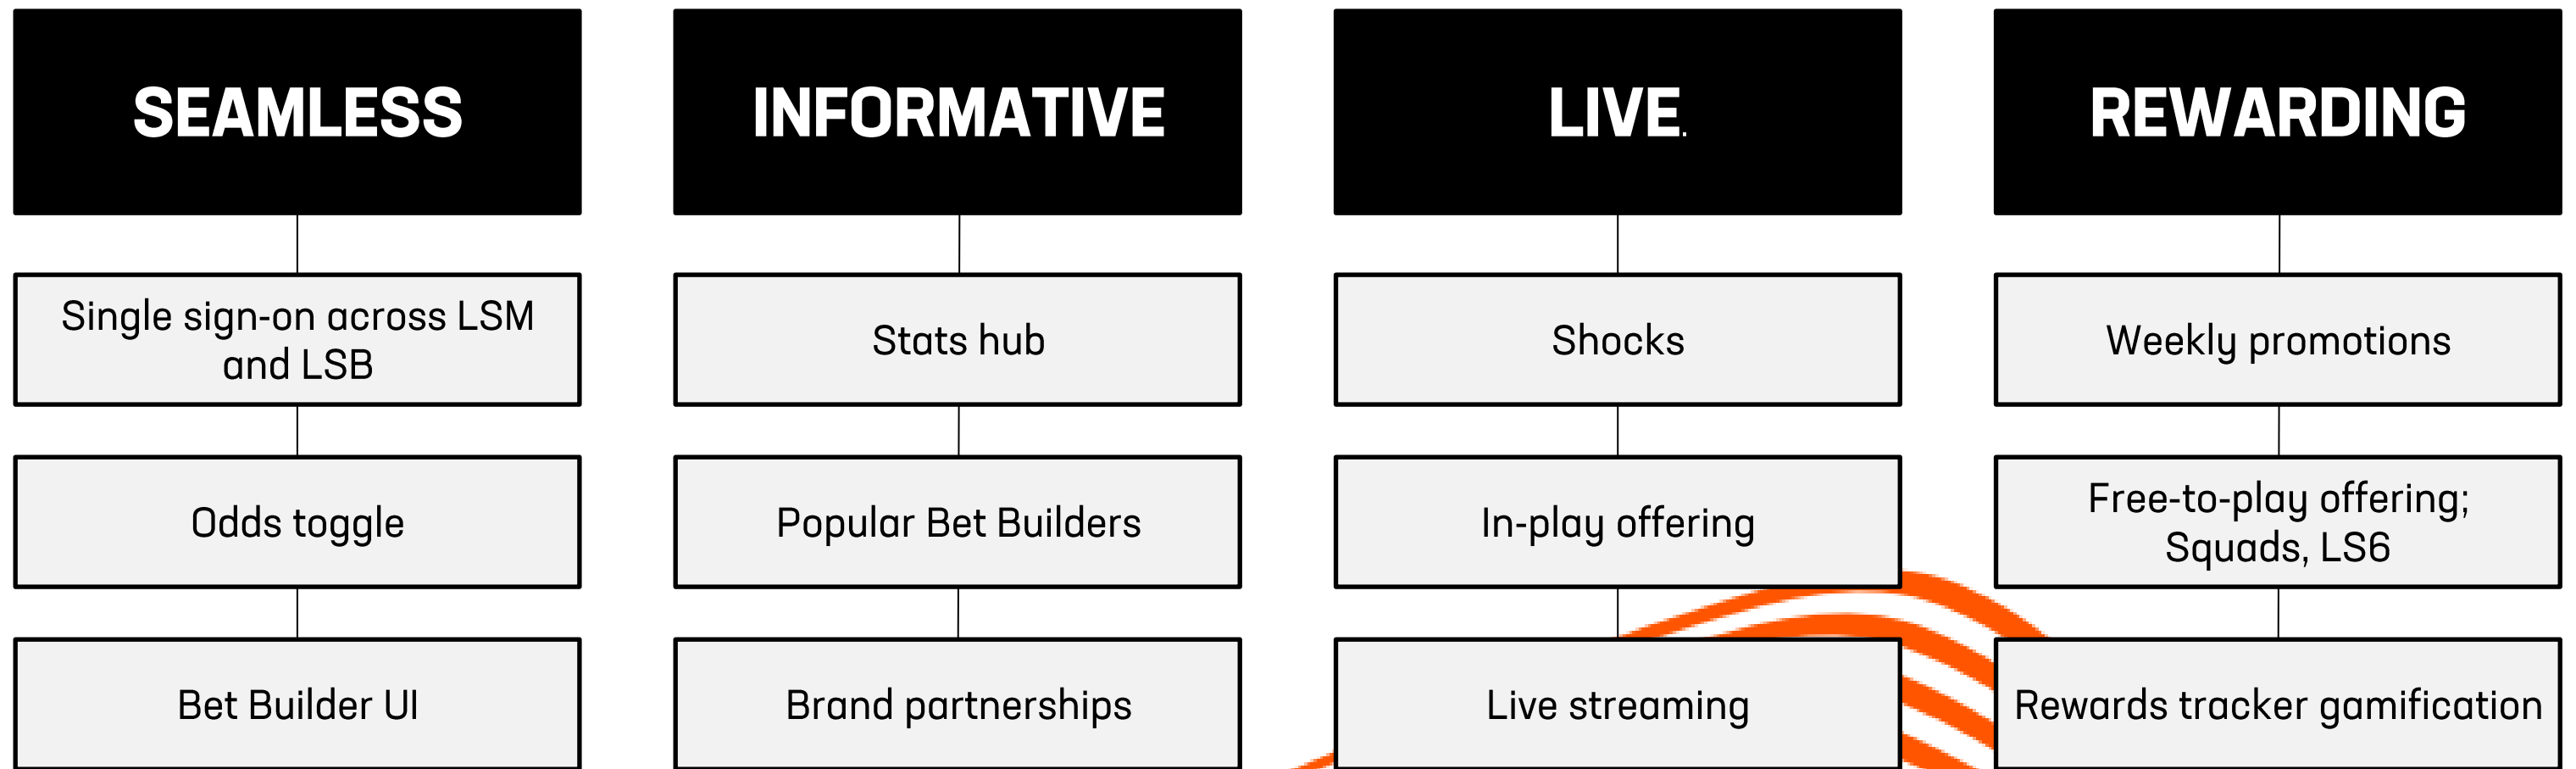 SEAMLESS
Single sign-on across LSM
and LSB
Odds toggle
Bet Builder UI
INFORMATIVE
Stats hub
Popular Bet Builders
Brand partnerships
LIVE.
Shocks
In-play offering
Live streaming
REWARDING
Weekly promotions
Free-to-play offering;
Squads, LS6
Rewards tracker gamification